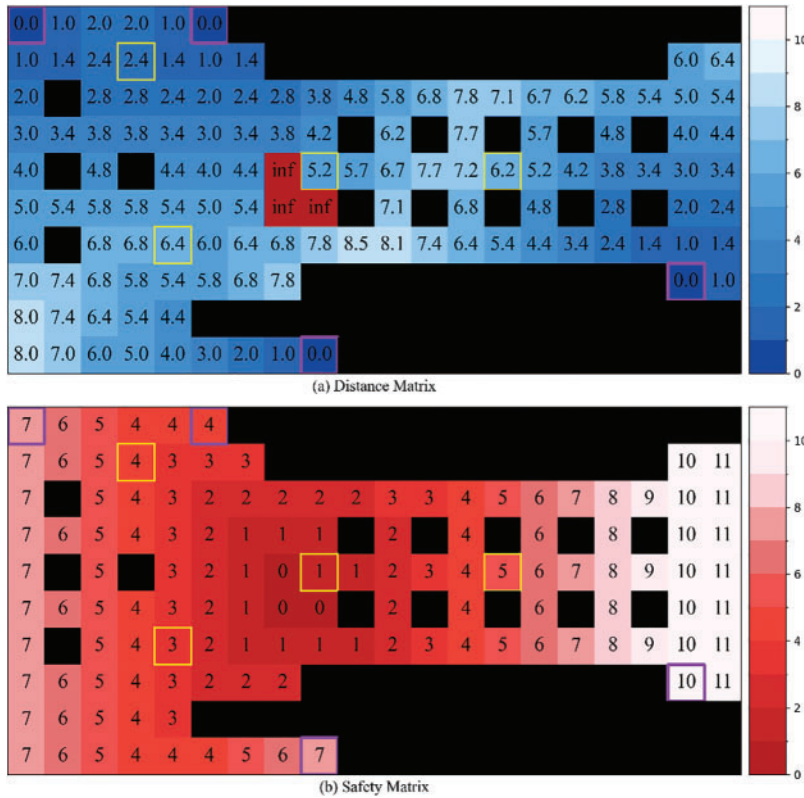 0.0 1.0 2.0 2.0 1.0 0.0
1.0 1.4 2.4 2.4 1.4 1.0 1.4 6.0 6.4
2.0 2.8 2.8 2.4 2.0 2.4 2.8 3.8 4.8 5.8 6.8 7.8 7.1 6.7 6.2 5.8 5.4 5.0 5.4
3.0 3.4 3.8 3.8 3.4 3.0 3.4 3.8 4.2 6.2 7.7 5.7 4.8 4.0 4.4
4.0 4.8 4.4 4.0 4.4 inf 5.2 5.7 6.7 7.7 7.2 6.2 5.2 4.2 3.8 3.4 3.0 3.4
5.0 5.4 5.8 5.8 5.4 5.0 5.4 inf inf 7.1 6.8 4.8 2.8 2.0 2.4
6.0 6.8 6.8 6.4 6.0 6.4 6.8 7.8 8.5 8.1 7.4 6.4 5.4 4.4 3.4 2.4 1.4 1.0 1.4
7.0 7.4 6.8 5.8 5.4 5.8 6.8 7.8 0.0 1.0
8.0 7.4 6.4 5.4 4.4
8.0 7.0 6.0 5.0 4.0 3.0 2.0 1.0 0.0
10
8
6
4
2
0
(a) Distance Matrix
7 6 5 4 4 4
7 6 5 4 3 3 3 10 11
7 5 4 3 2 2 2 2 2 3 3 4 5 6 7 8 9 10 11
7 6 5 4 3 2 1 1 1 2 4 6 8 10 11
7 5 3 2 1 0 1 1 2 3 4 5 6 7 8 9 10 11
7 6 5 4 3 2 1 0 0 2 4 6 8 10 11
7 5 4 3 2 1 1 1 1 2 3 4 5 6 7 8 9 10 11
7 6 5 4 3 2 2 2 10 11
7 6 5 4 3
7 6 5 4 4 4 5 6 7
10
8
6
4
2
0
(b) Safety Matrix